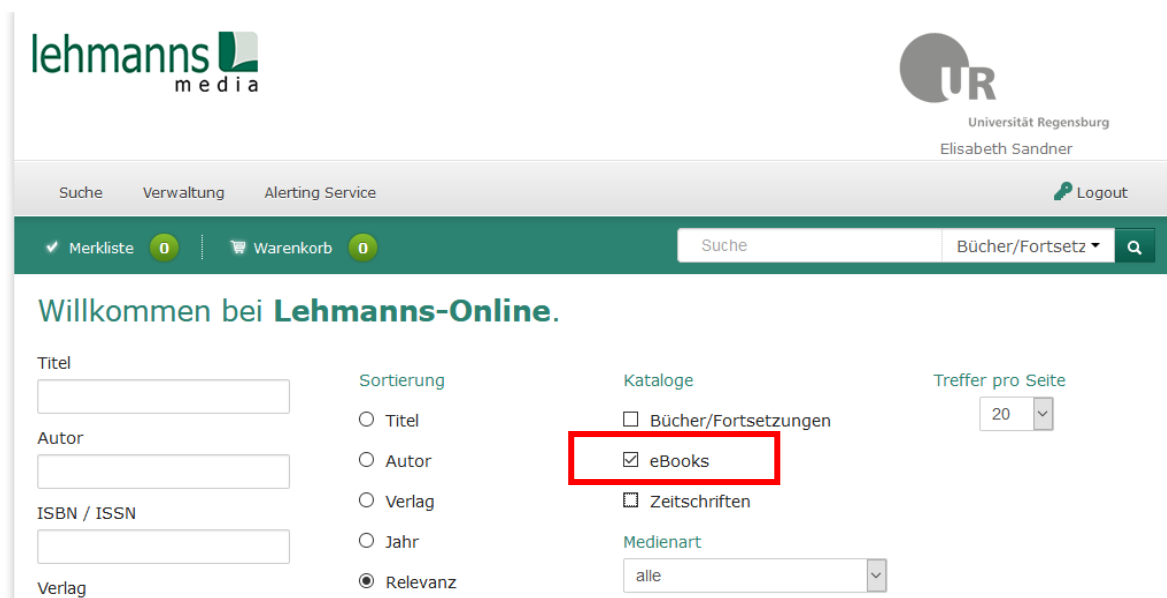 lehmanns
media
UR
Universität Regensburg
Elisabeth Sandner
Suche Verwaltung Alerting Service Logout
Merkliste 0 Warenkorb 0 Suche Bücher/Fortsetz
Willkommen bei Lehmanns-Online.
Titel
Autor
ISBN / ISSN
Verlag
Sortierung
Titel
Autor
Verlag
Jahr
Relevanz
Kataloge
Bücher/Fortsetzungen
eBooks
Zeitschriften
Medienart
alle
Treffer pro Seite
20